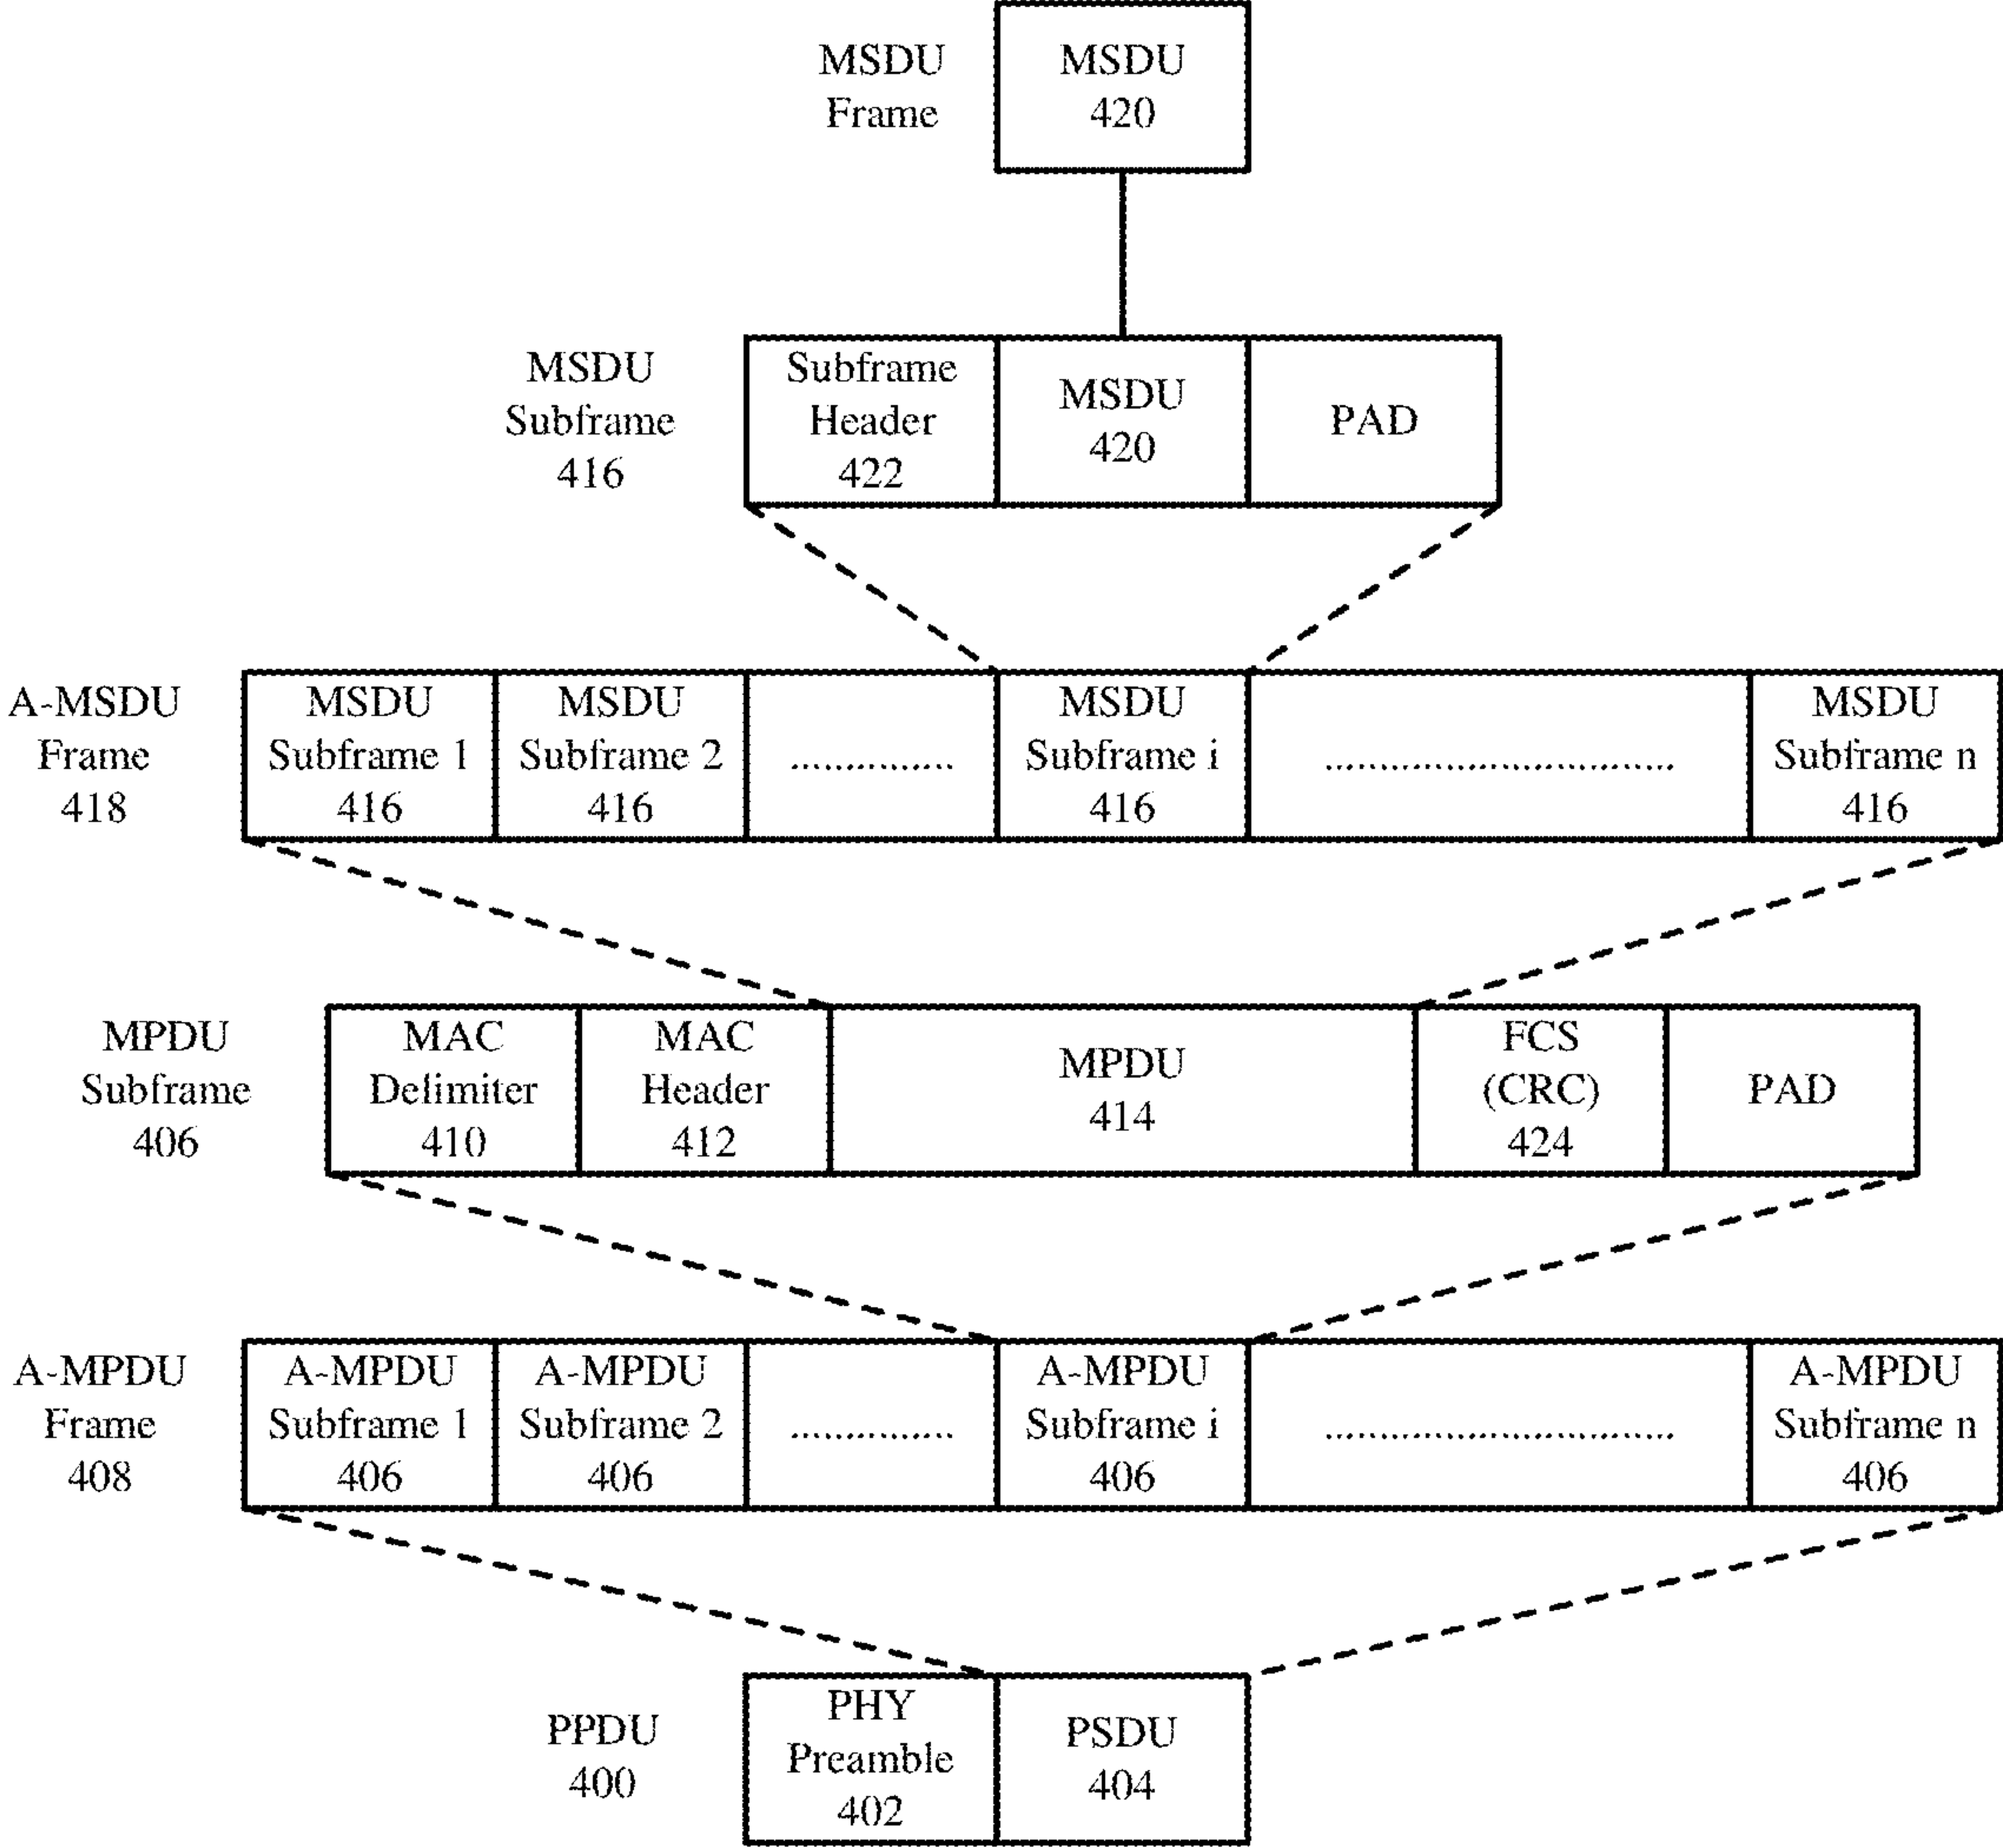 MSDU
Frame
MSDU
420
MSDU
Subframe
416
Subframe
Header
422
MSDU
420
PAD
A-MSDU
Frame
418
MSDU
Subframe 1
416
MSDU
Subframe 2
416
...............
MSDU
Subframe i
416
................................
MSDU
Subframe n
416
MPDU
Subframe
406
MAC
Delimiter
410
MAC
Header
412
MPDU
414
FCS
(CRC)
424
PAD
A-MPDU
Frame
408
A-MPDU
Subframe 1
406
A-MPDU
Subframe 2
406
...............
A-MPDU
Subframe i
406
................................
A-MPDU
Subframe n
406
PPDU
400
PHY
Preamble
402
PSDU
404